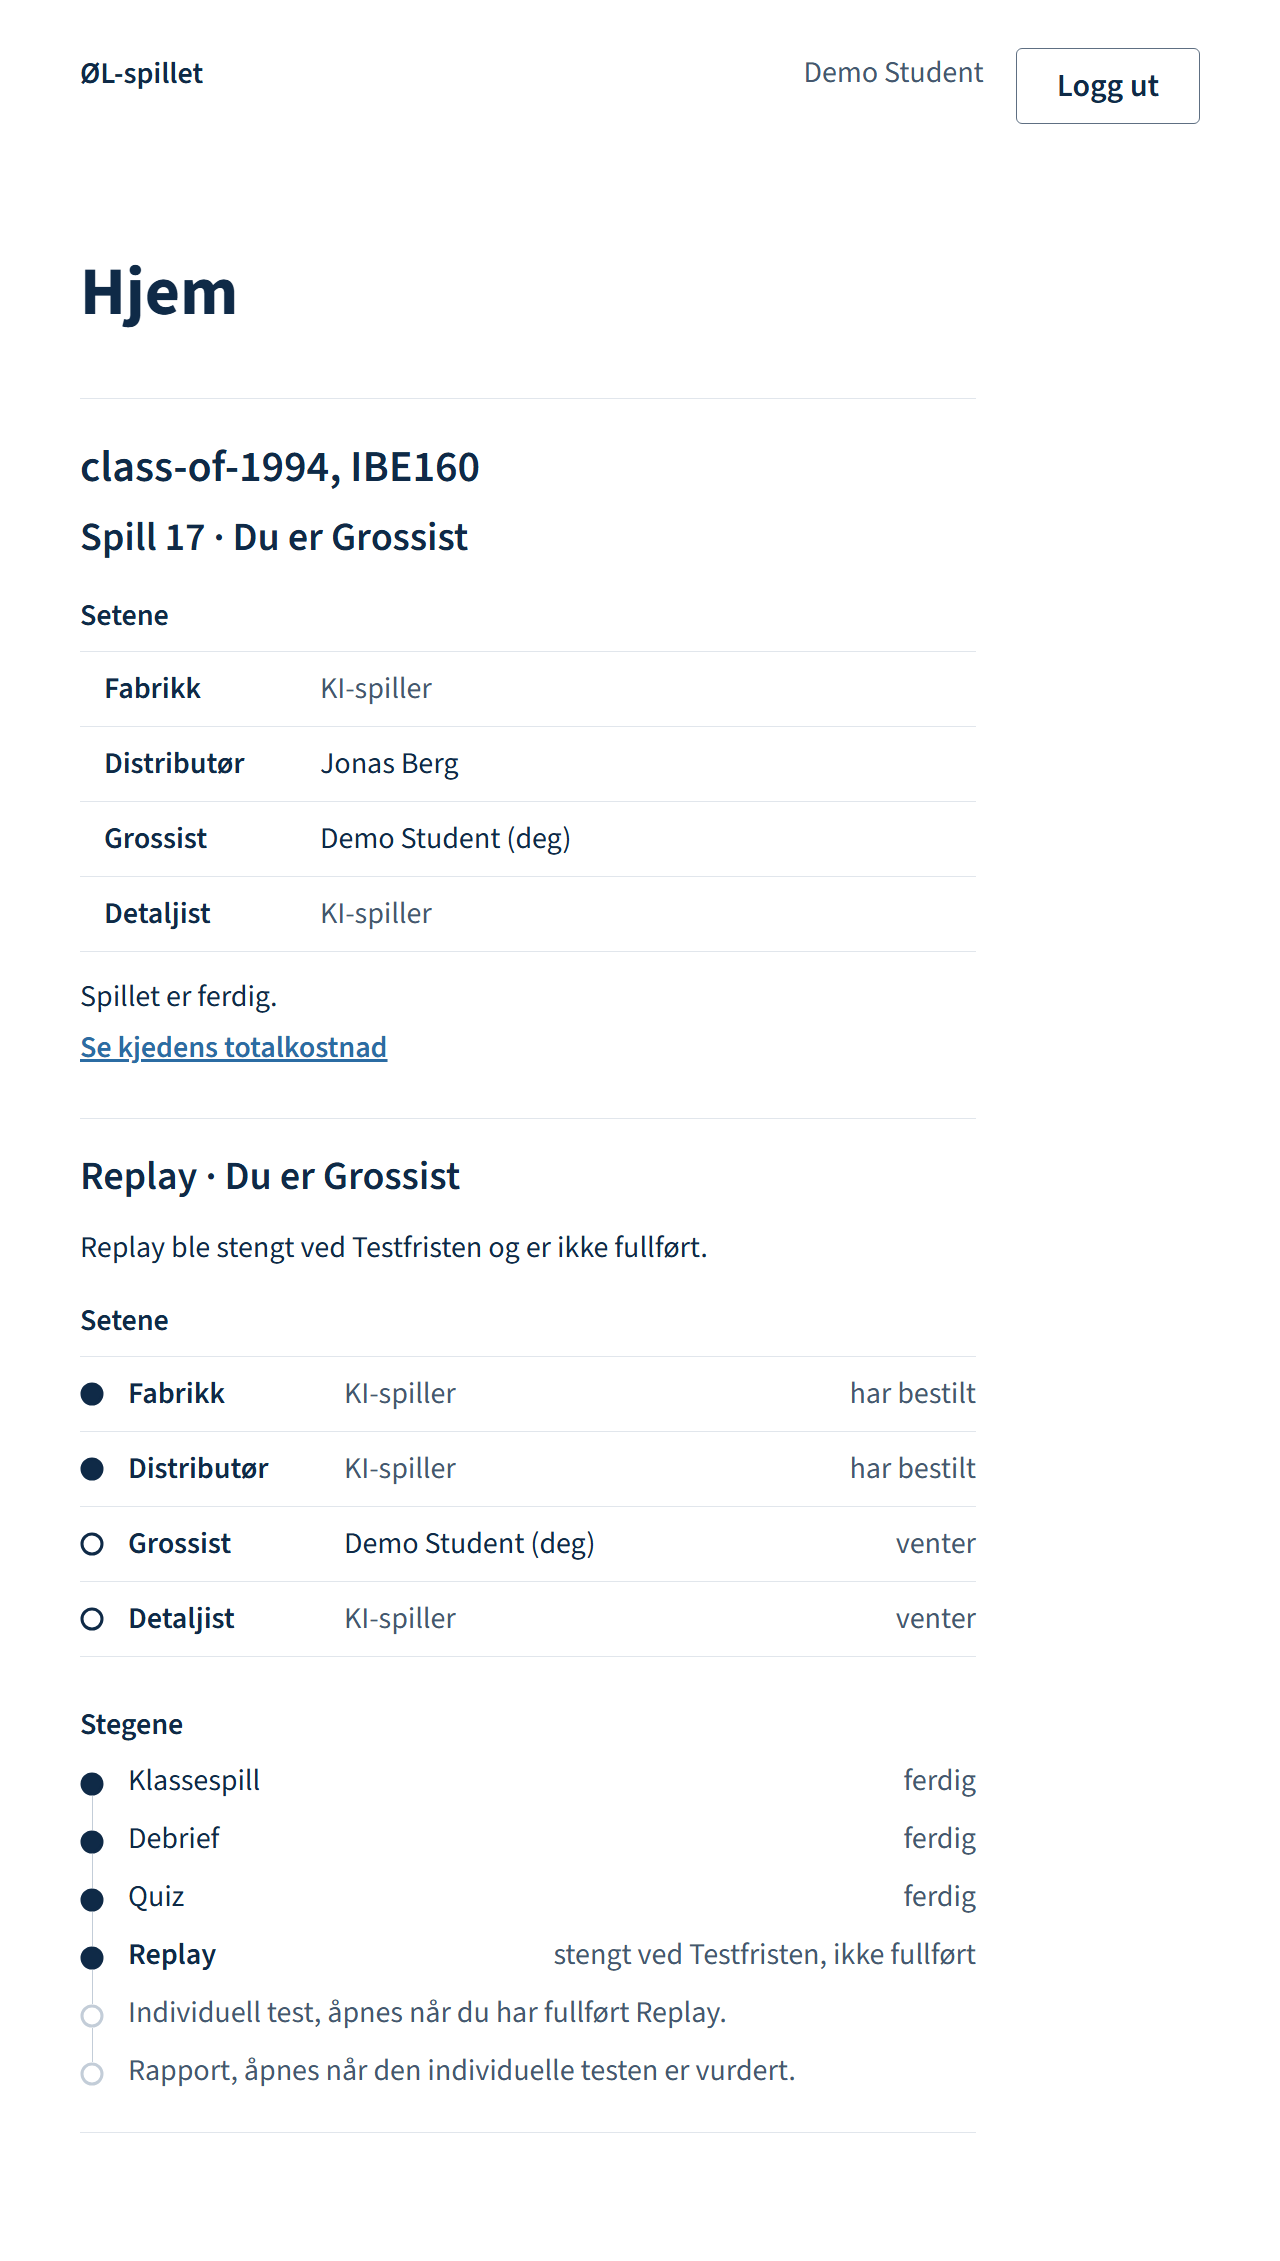 ØL-spillet
Demo Student
Logg ut
Hjem
class-of-1994, IBE160
Spill 17 · Du er Grossist
Setene
Fabrikk KI-spiller
Distributør Jonas Berg
Grossist Demo Student (deg)
Detaljist KI-spiller
Spillet er ferdig.
Se kjedens totalkostnad
Replay · Du er Grossist
Replay ble stengt ved Testfristen og er ikke fullført.
Setene
Fabrikk KI-spiller har bestilt
Distributør KI-spiller har bestilt
Grossist Demo Student (deg) venter
Detaljist KI-spiller venter
Stegene
Klassespill ferdig
Debrief ferdig
Quiz ferdig
Replay stengt ved Testfristen, ikke fullført
Individuell test, åpnes når du har fullført Replay.
Rapport, åpnes når den individuelle testen er vurdert.